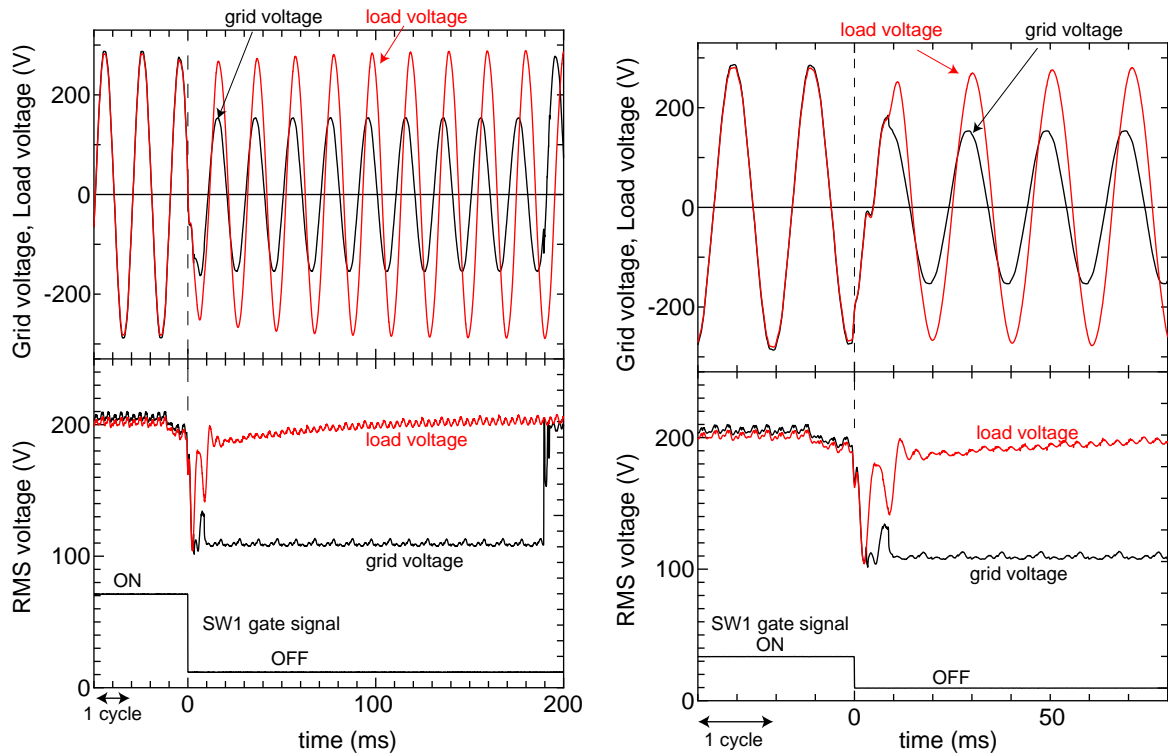 grid voltage
load voltage
Grid voltage, Load voltage (V)
200
0
-200
RMS voltage (V)
200
100
0
load voltage
grid voltage
ON
SW1 gate signal
OFF
1 cycle
0
100
200
time (ms)
load voltage
grid voltage
Grid voltage, Load voltage (V)
200
0
-200
RMS voltage (V)
200
100
0
load voltage
grid voltage
SW1 gate signal
ON
OFF
1 cycle
0
50
time (ms)